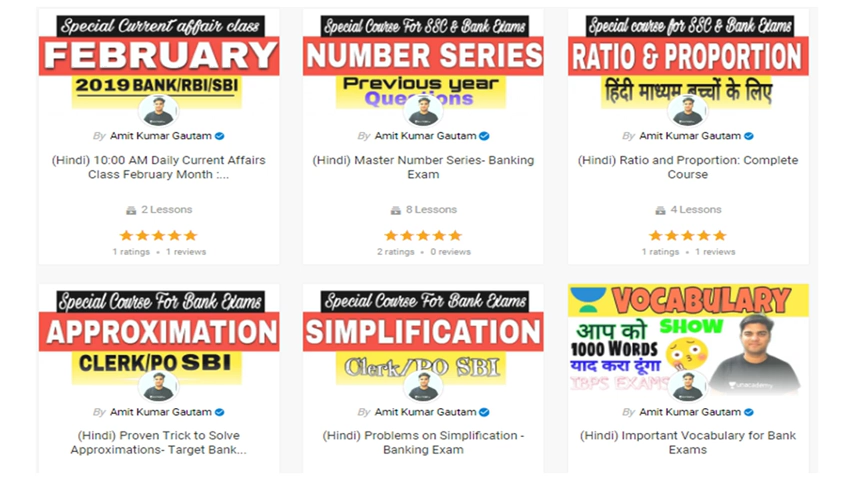 Special Current affair class
FEBRUARY
2019 BANK/RBI/SBI
By Amit Kumar Gautam
(Hindi) 10:00 AM Daily Current Affairs
Class February Month :...
2 Lessons
1 ratings • 1 reviews
Special Course For SSC & Bank Exams
NUMBER SERIES
Previous year
Questions
By Amit Kumar Gautam
(Hindi) Master Number Series- Banking
Exam
8 Lessons
2 ratings • 0 reviews
Special course for SSC & Bank Exams
RATIO & PROPORTION
हिंदी माध्यम बच्चों के लिए
By Amit Kumar Gautam
(Hindi) Ratio and Proportion: Complete
Course
4 Lessons
1 ratings • 1 reviews
Special Course For Bank Exams
APPROXIMATION
CLERK/PO SBI
By Amit Kumar Gautam
(Hindi) Proven Trick to Solve
Approximations- Target Bank...
Special Course For Bank Exams
SIMPLIFICATION
Clerk/PO SBI
By Amit Kumar Gautam
(Hindi) Problems on Simplification -
Banking Exam
VOCABULARY
आप को SHOW
1000 WORDS
याद करा दूंगा
IBPS EXAMS
unacademy
By Amit Kumar Gautam
(Hindi) Important Vocabulary for Bank
Exams